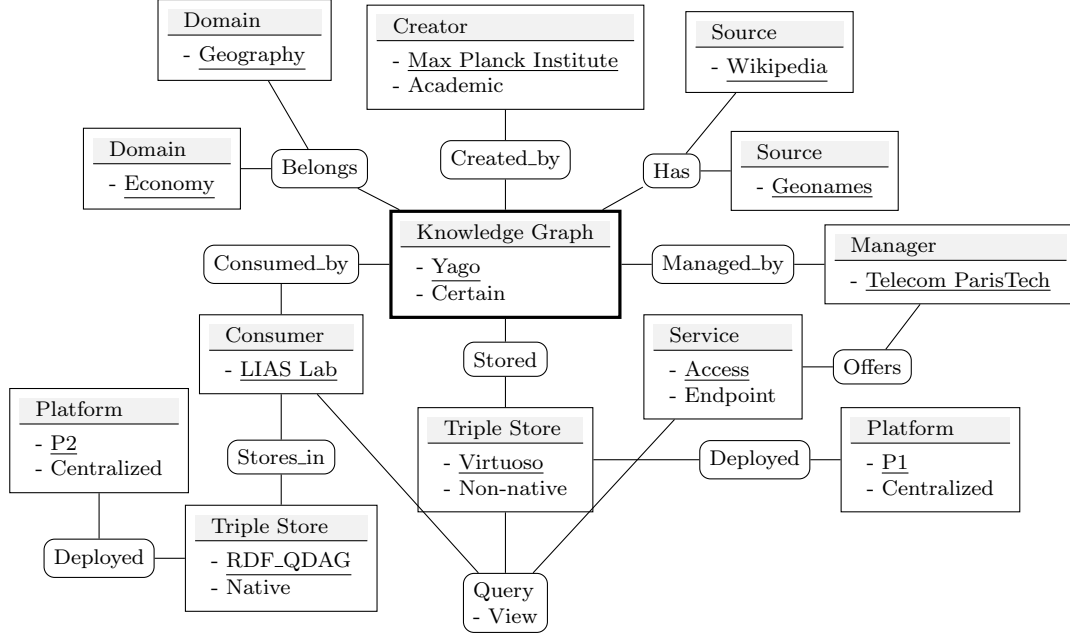 Domain
- Geography
Creator
- Max Planck Institute
- Academic
Source
- Wikipedia
Domain
- Economy
Belongs
Created_by
Has
Source
- Geonames
Consumed_by
Knowledge Graph
- Yago
- Certain
Managed_by
Manager
- Telecom ParisTech
Consumer
- LIAS Lab
Stored
Service
- Access
- Endpoint
Offers
Platform
- P2
- Centralized
Stores_in
Triple Store
- Virtuoso
- Non-native
Deployed
Platform
- P1
- Centralized
Deployed
Triple Store
- RDF_QDAG
- Native
Query
- View